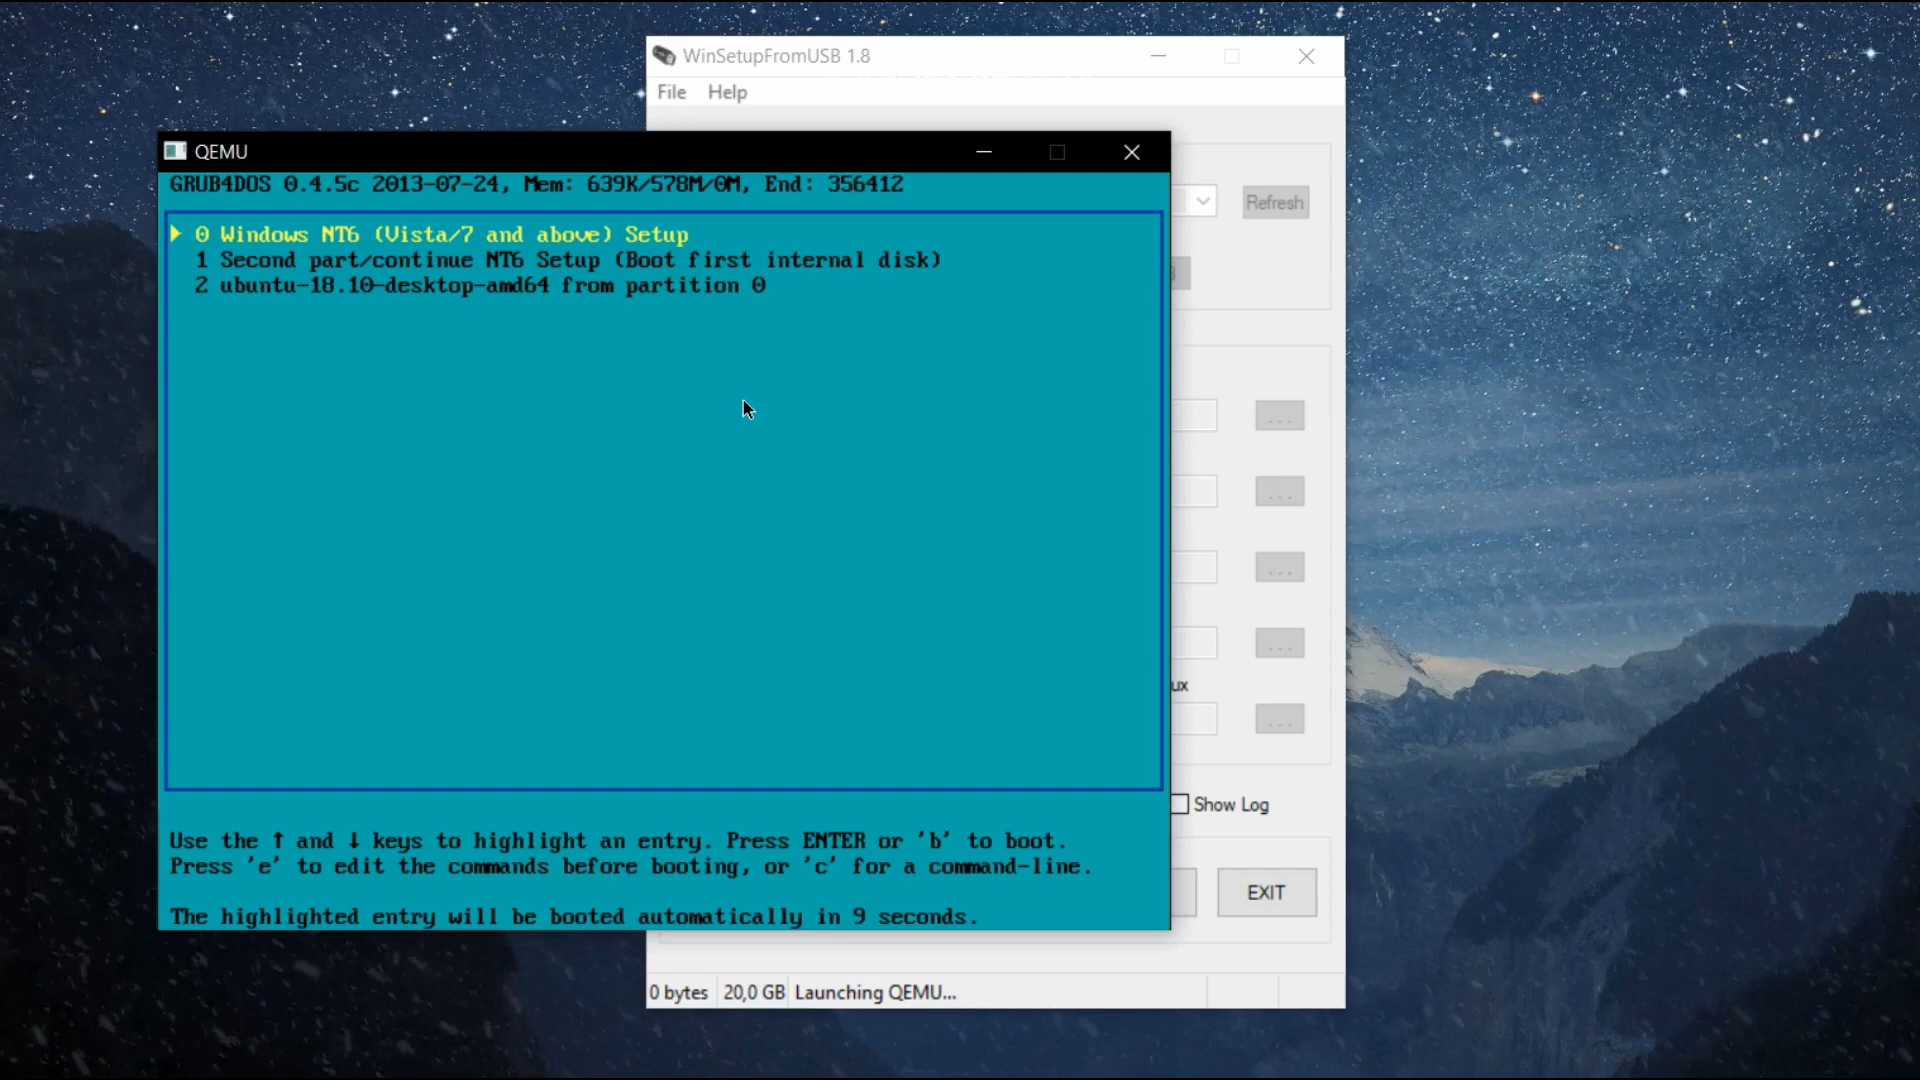 WinSetupFromUSB 1.8
File Help
QEMU
GRUB4DOS 0.4.5c 2013-07-24, Mem: 639K/578M/0M, End: 356412
Refresh
0 Windows NT6 (Vista/7 and above) Setup
1 Second part/continue NT6 Setup (Boot first internal disk)
2 ubuntu-18.10-desktop-amd64 from partition 0
...
...
...
...
ux
...
Show Log
Use the ↑ and ↓ keys to highlight an entry. Press ENTER or 'b' to boot.
Press 'e' to edit the commands before booting, or 'c' for a command-line.
EXIT
The highlighted entry will be booted automatically in 9 seconds.
0 bytes 20,0 GB Launching QEMU...